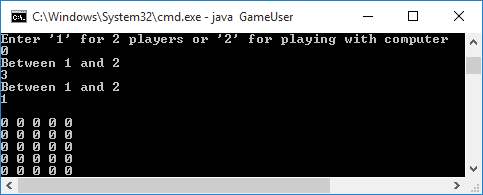 C:\Windows\System32\cmd.exe - java  GameUser
Enter '1' for 2 players or '2' for playing with computer
0
Between 1 and 2
3
Between 1 and 2
1
0 0 0 0 0
0 0 0 0 0
0 0 0 0 0
0 0 0 0 0
0 0 0 0 0